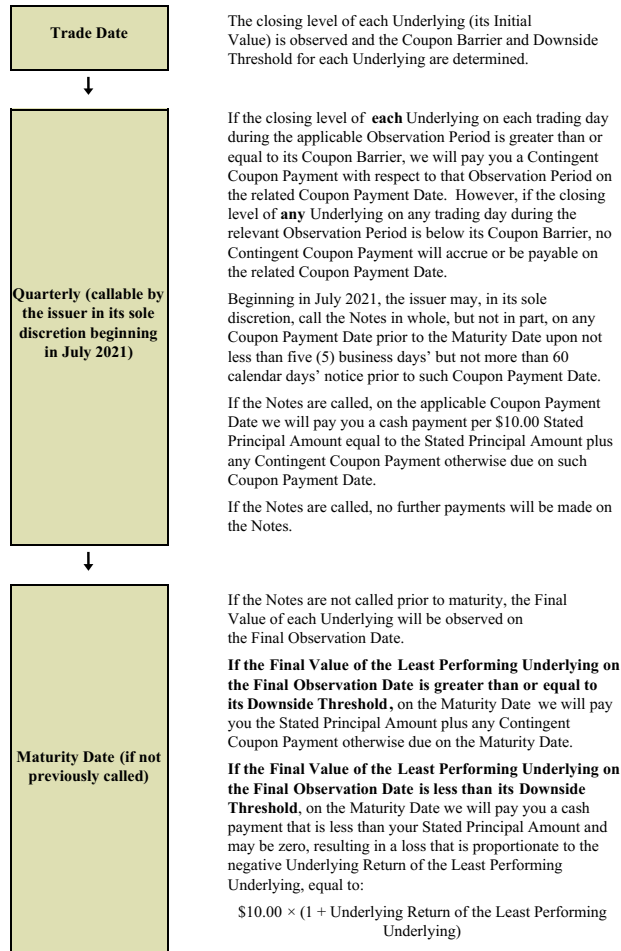 Trade Date
The closing level of each Underlying (its Initial
Value) is observed and the Coupon Barrier and Downside
Threshold for each Underlying are determined.
Quarterly (callable by
the issuer in its sole
discretion beginning
in July 2021)
If the closing level of each Underlying on each trading day
during the applicable Observation Period is greater than or
equal to its Coupon Barrier, we will pay you a Contingent
Coupon Payment with respect to that Observation Period on
the related Coupon Payment Date. However, if the closing
level of any Underlying on any trading day during the
relevant Observation Period is below its Coupon Barrier, no
Contingent Coupon Payment will accrue or be payable on
the related Coupon Payment Date.
Beginning in July 2021, the issuer may, in its sole
discretion, call the Notes in whole, but not in part, on any
Coupon Payment Date prior to the Maturity Date upon not
less than five (5) business days’ but not more than 60
calendar days’ notice prior to such Coupon Payment Date.
If the Notes are called, on the applicable Coupon Payment
Date we will pay you a cash payment per $10.00 Stated
Principal Amount equal to the Stated Principal Amount plus
any Contingent Coupon Payment otherwise due on such
Coupon Payment Date.
If the Notes are called, no further payments will be made on
the Notes.
Maturity Date (if not
previously called)
If the Notes are not called prior to maturity, the Final
Value of each Underlying will be observed on
the Final Observation Date.
If the Final Value of the Least Performing Underlying on
the Final Observation Date is greater than or equal to
its Downside Threshold, on the Maturity Date we will pay
you the Stated Principal Amount plus any Contingent
Coupon Payment otherwise due on the Maturity Date.
If the Final Value of the Least Performing Underlying on
the Final Observation Date is less than its Downside
Threshold, on the Maturity Date we will pay you a cash
payment that is less than your Stated Principal Amount and
may be zero, resulting in a loss that is proportionate to the
negative Underlying Return of the Least Performing
Underlying, equal to:
$10.00 × (1 + Underlying Return of the Least Performing
Underlying)